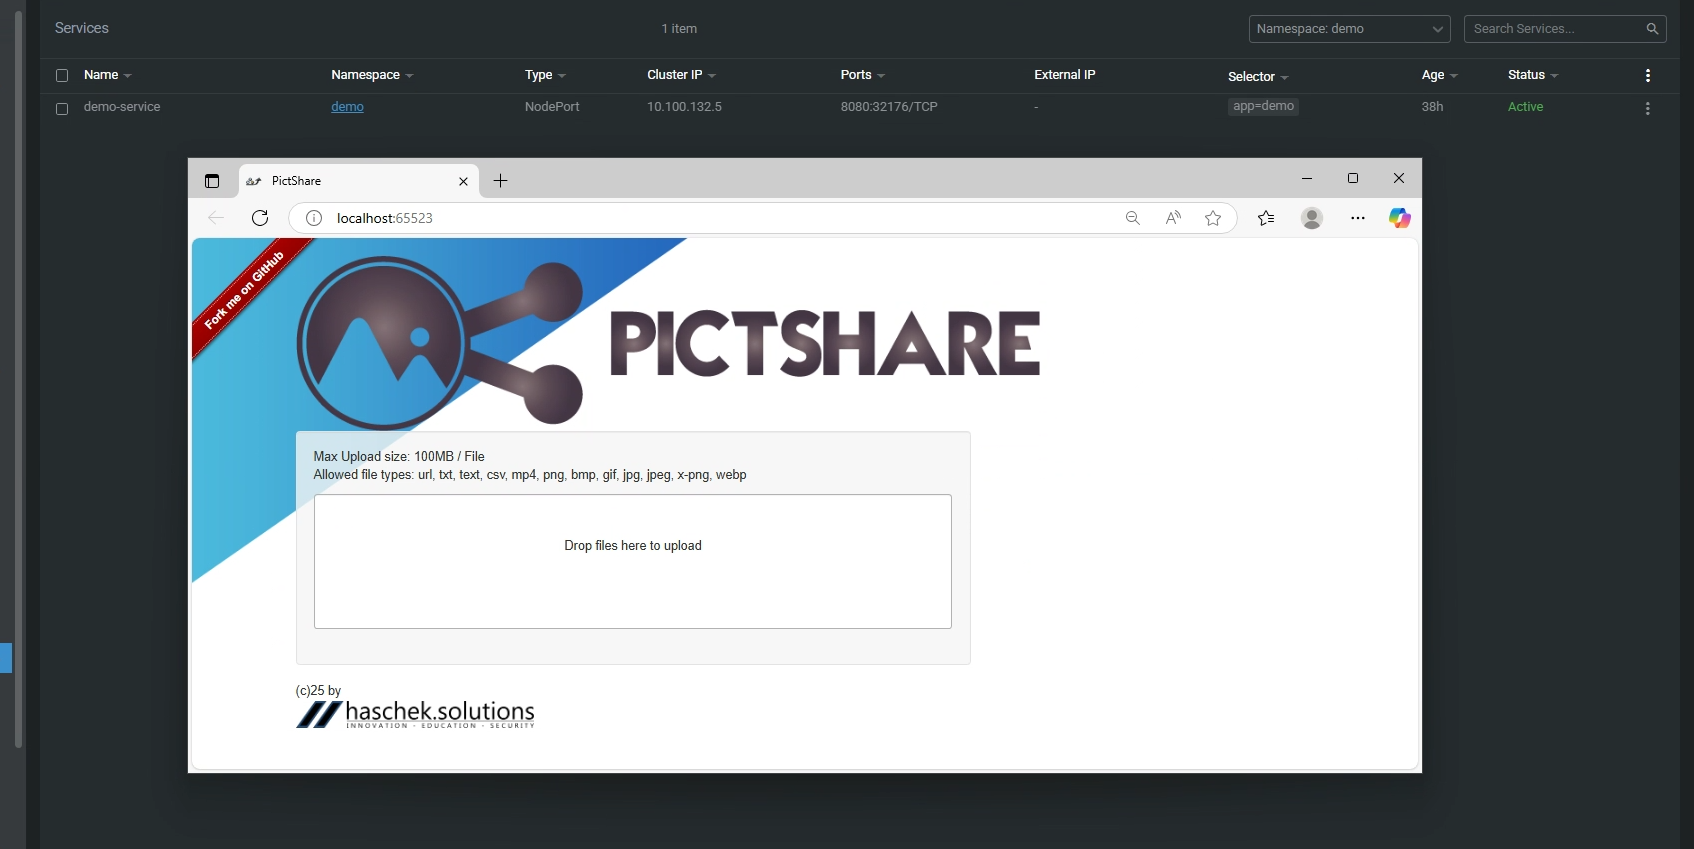 Services
1 item
Namespace: demo
Search Services...
Name
Namespace
Type
Cluster IP
Ports
External IP
Selector
Age
Status
demo-service
demo
NodePort
10.100.132.5
8080:32176/TCP
-
app=demo
38h
Active
PictShare
localhost:65523
Fork me on GitHub
PICTSHARE
Max Upload size: 100MB / File
Allowed file types: url, txt, text, csv, mp4, png, bmp, gif, jpg, jpeg, x-png, webp
Drop files here to upload
(c)25 by
haschek.solutions
INNOVATION - EDUCATION - SECURITY